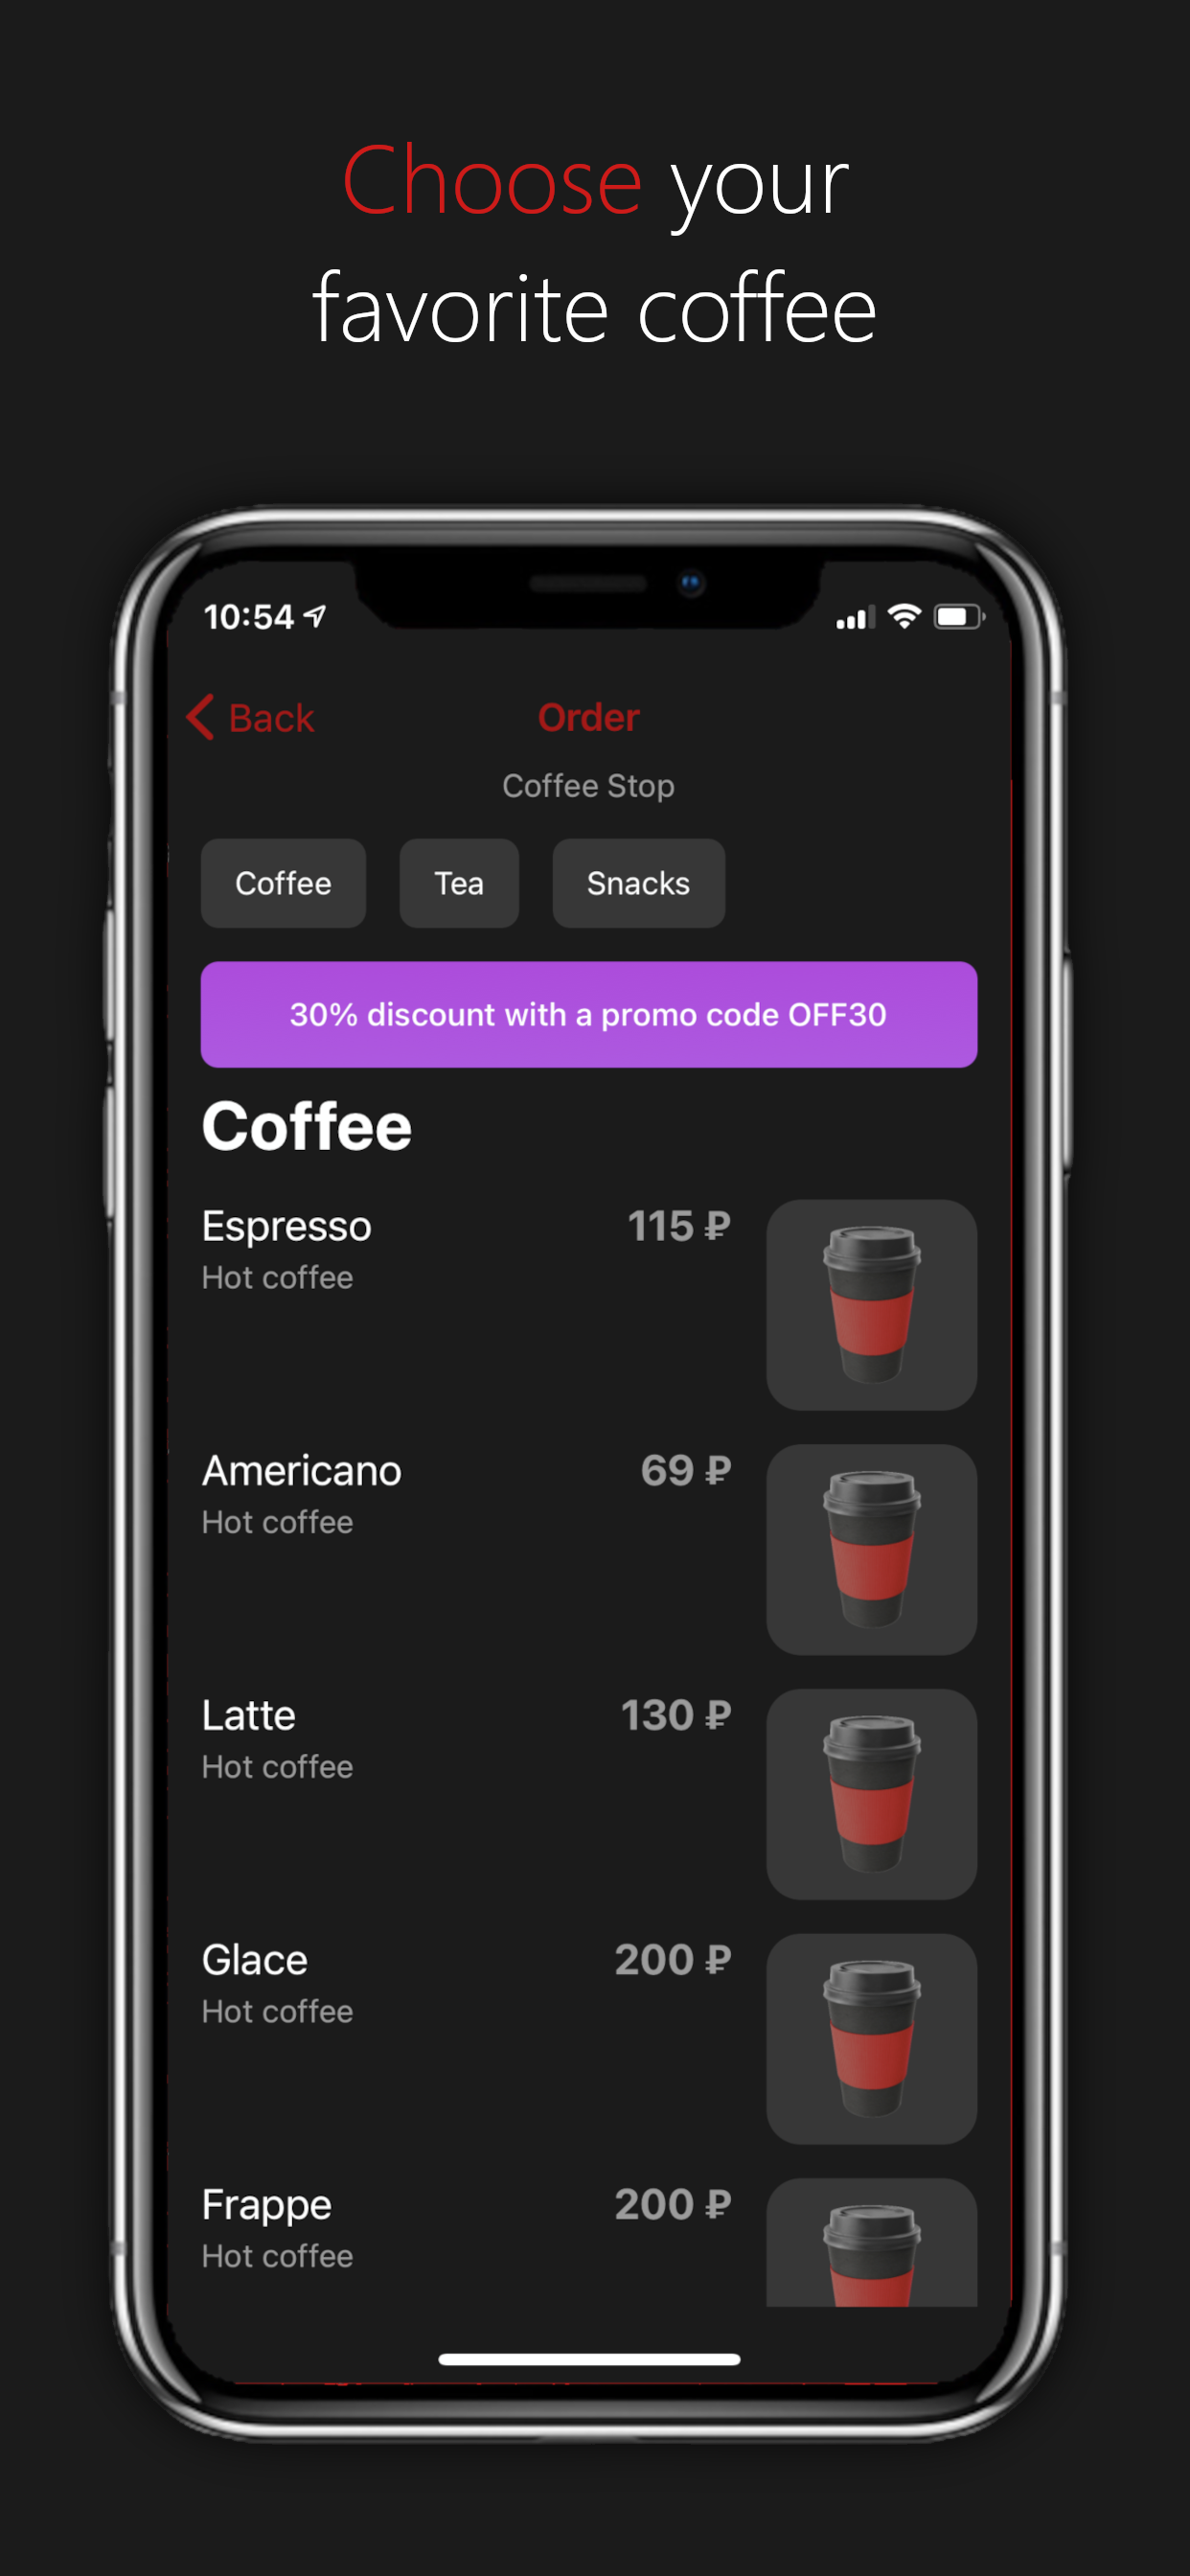 Choose your
favorite coffee
10:54
Back
Order
Coffee Stop
Coffee
Tea
Snacks
30% discount with a promo code OFF30
Coffee
Espresso 115 ₽
Hot coffee
Americano 69 ₽
Hot coffee
Latte 130 ₽
Hot coffee
Glace 200 ₽
Hot coffee
Frappe 200 ₽
Hot coffee